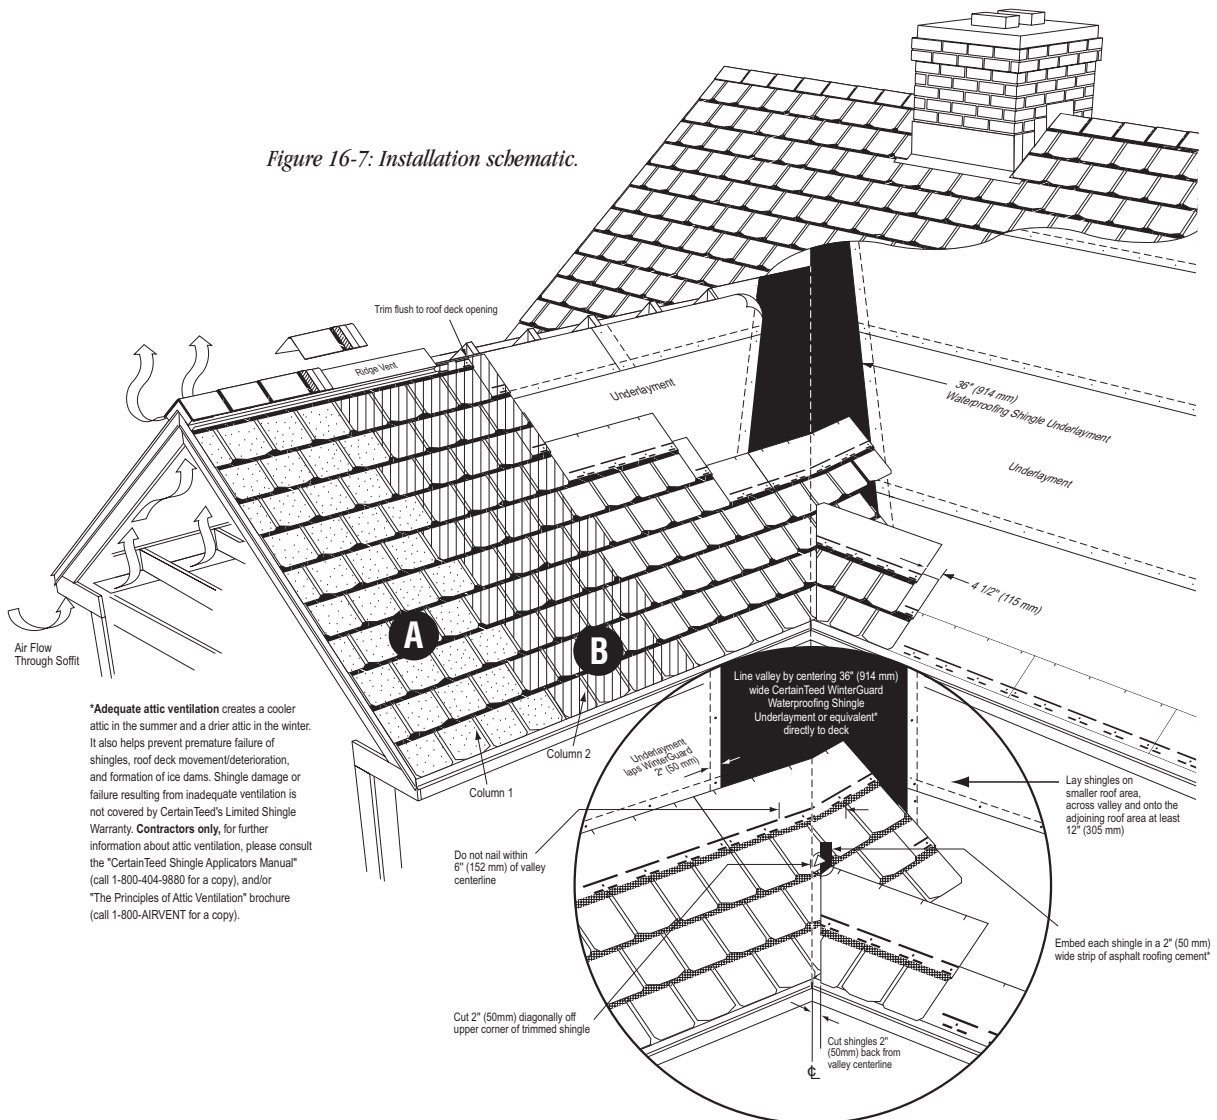 Figure 16-7: Installation schematic.
Trim flush to roof deck opening
Ridge Vent
Underlayment
36" (914 mm)
Waterproofing Shingle Underlayment
Underlayment
4 1/2" (115 mm)
A
B
Air Flow
Through Soffit
Column 2
Column 1
*Adequate attic ventilation creates a cooler
attic in the summer and a drier attic in the winter.
It also helps prevent premature failure of
shingles, roof deck movement/deterioration,
and formation of ice dams. Shingle damage or
failure resulting from inadequate ventilation is
not covered by CertainTeed's Limited Shingle
Warranty. Contractors only, for further
information about attic ventilation, please consult
the "CertainTeed Shingle Applicators Manual"
(call 1-800-404-9880 for a copy), and/or
"The Principles of Attic Ventilation" brochure
(call 1-800-AIRVENT for a copy).
Line valley by centering 36" (914 mm)
wide CertainTeed WinterGuard
Waterproofing Shingle
Underlayment or equivalent*
directly to deck
Underlayment
laps WinterGuard
2" (50 mm)
Lay shingles on
smaller roof area,
across valley and onto the
adjoining roof area at least
12" (305 mm)
Do not nail within
6" (152 mm) of valley
centerline
Embed each shingle in a 2" (50 mm)
wide strip of asphalt roofing cement*
Cut 2" (50mm) diagonally off
upper corner of trimmed shingle
Cut shingles 2"
(50mm) back from
valley centerline
℄